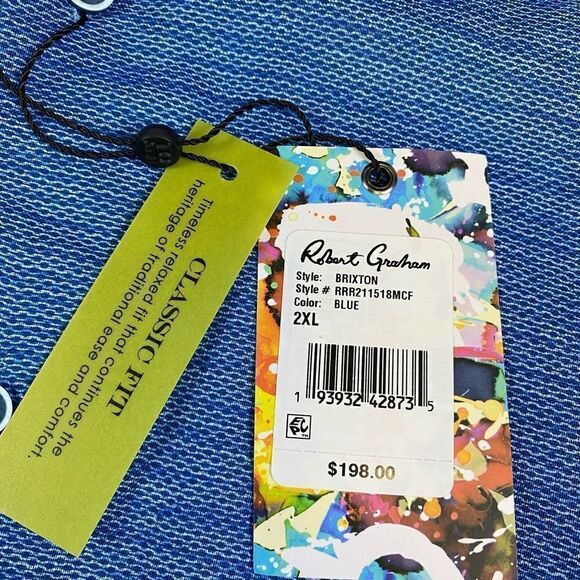 CLASSIC FIT
Timeless relaxed fit that continues the
heritage of traditional ease and comfort.
Robert Graham
Style: BRIXTON
Style # RRR211518MCF
Color: BLUE
2XL
1 93932 42873 5
TM
$198.00